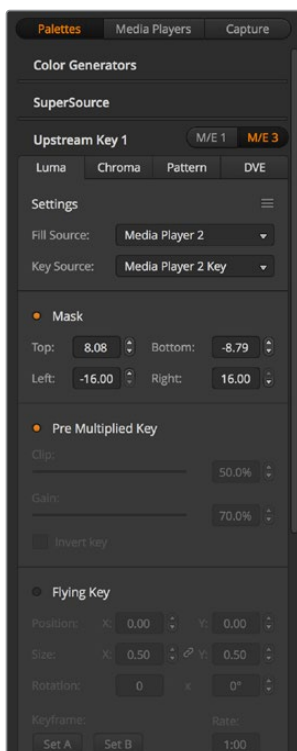 Palettes Media Players Capture
Color Generators
SuperSource
Upstream Key 1 M/E 1 M/E 3
Luma Chroma Pattern DVE
Settings
Fill Source: Media Player 2
Key Source: Media Player 2 Key
Mask
Top: 8.08 Bottom: -8.79
Left: -16.00 Right: 16.00
Pre Multiplied Key
Clip:
50.0%
Gain:
70.0%
Invert key
Flying Key
Position: X: 0.00 Y: 0.00
Size: X: 0.50 Y: 0.50
Rotation: 0 x 0°
Keyframe: Rate:
Set A Set B 1:00